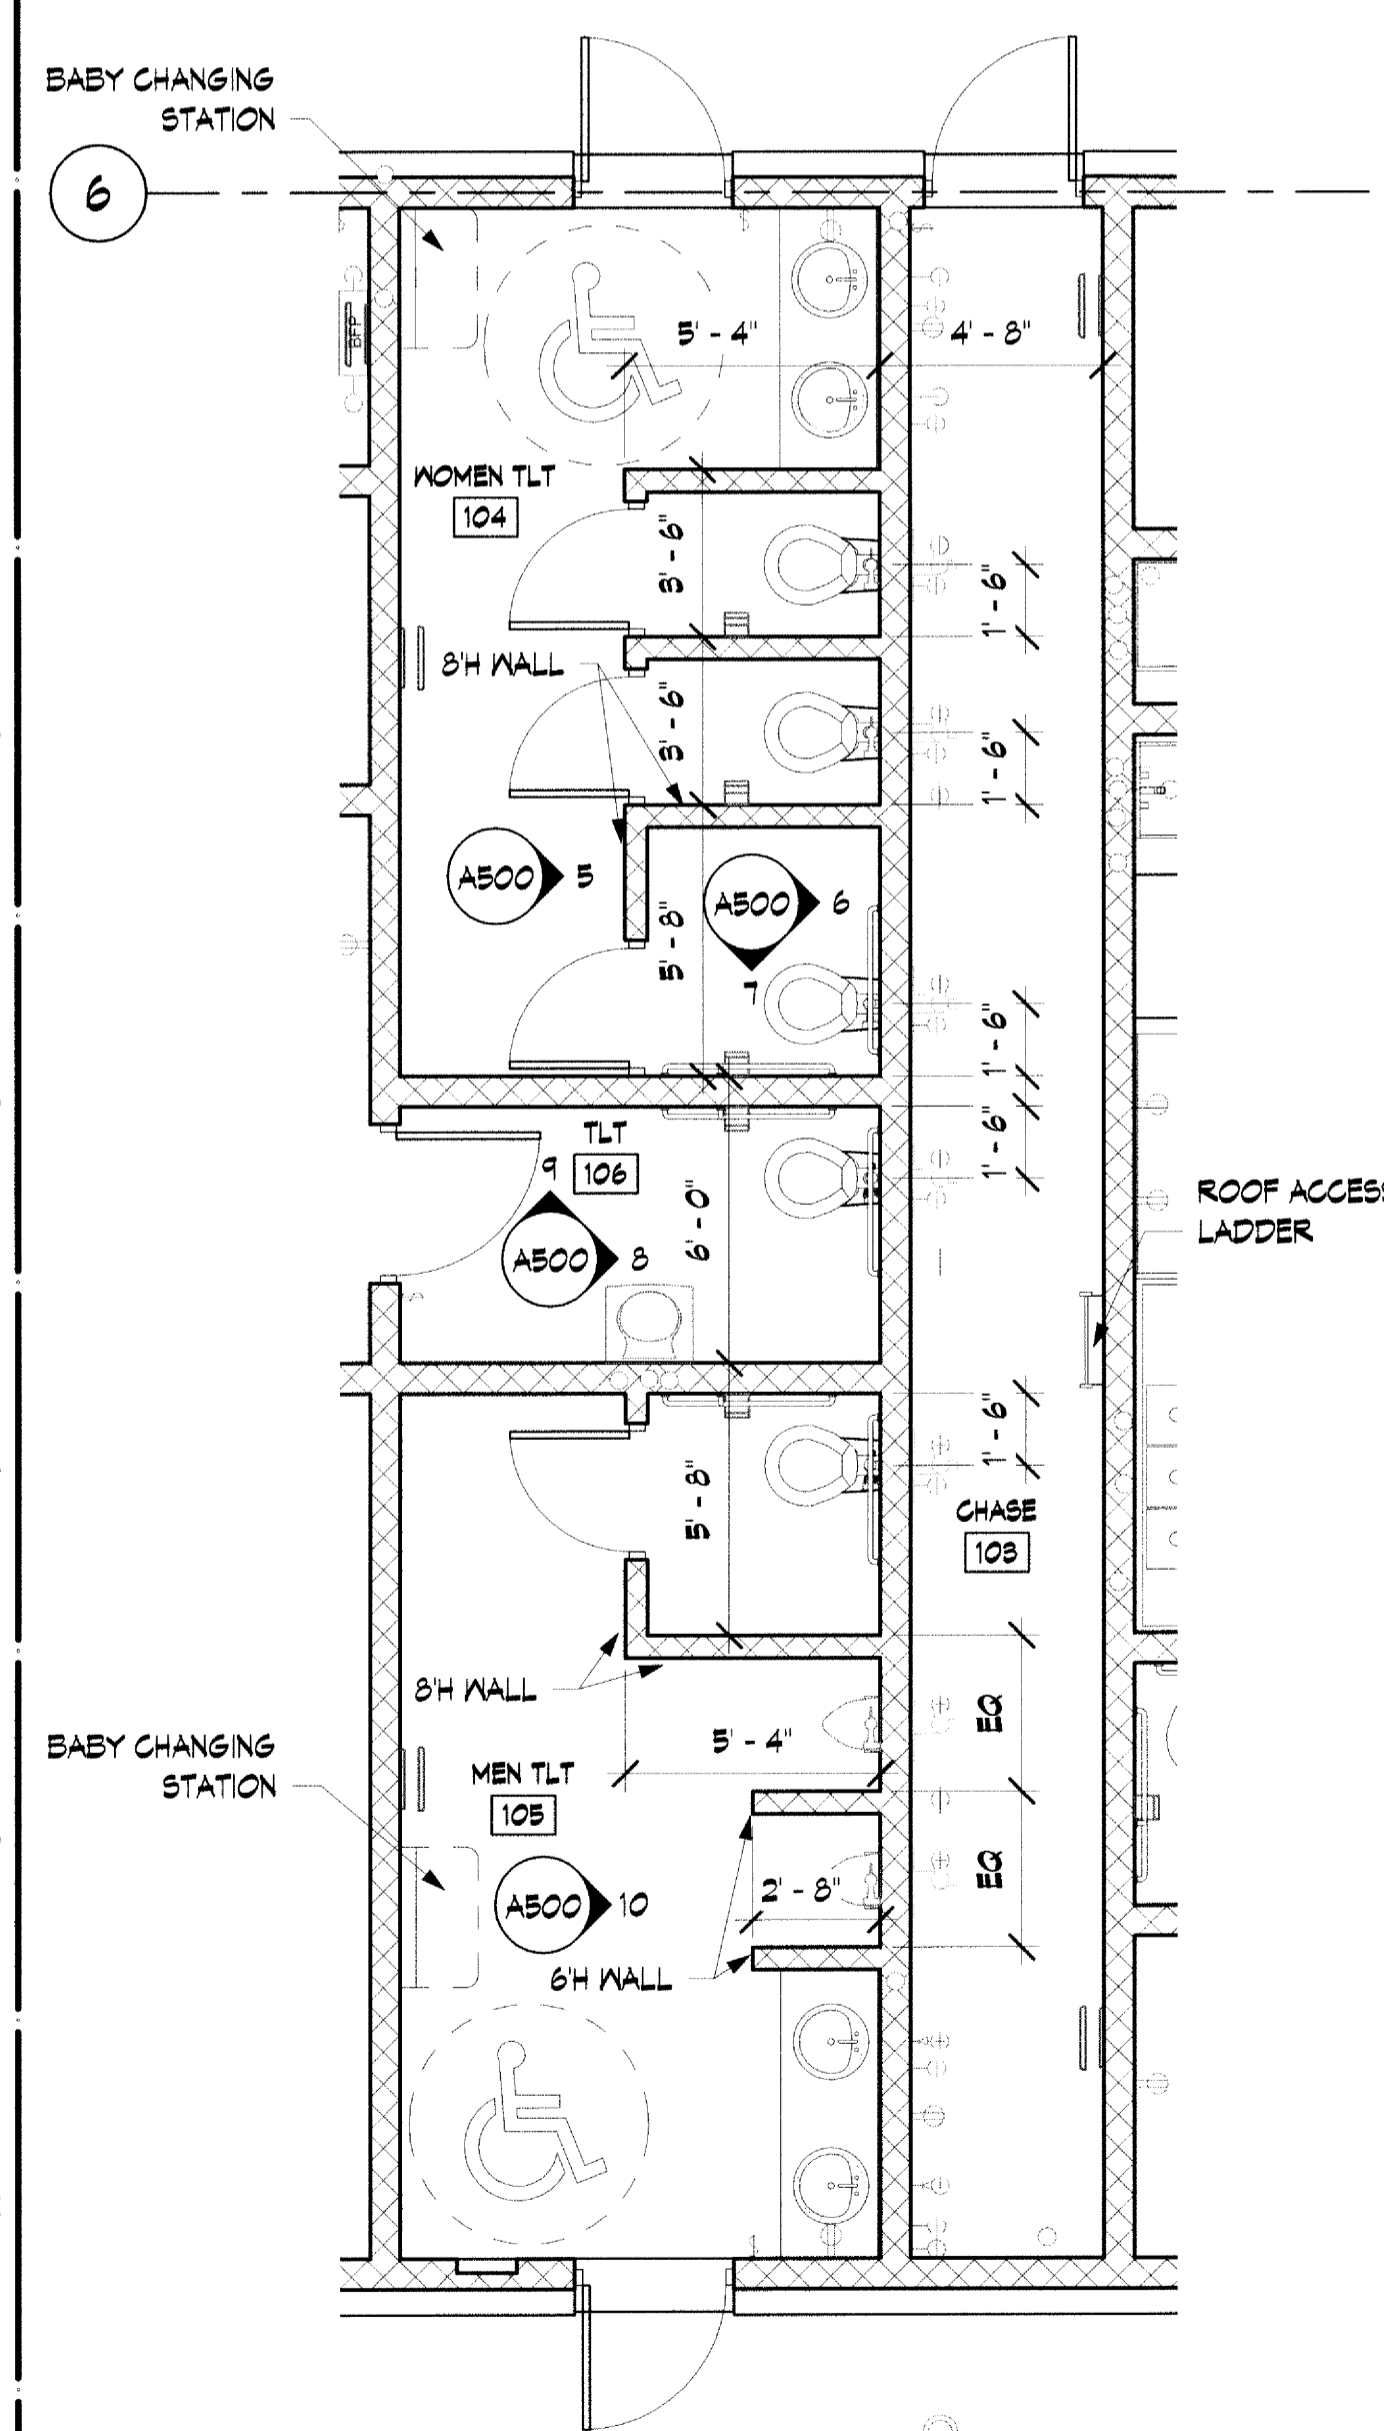 BABY CHANGING
STATION
6
BFP
5' - 4"
4' - 8"
WOMEN TLT
104
3' - 6"
1' - 6"
8'H WALL
3' - 6"
1' - 6"
A500
5
A500
6
7
5' - 8"
1' - 6"
1' - 6"
TLT
106
9
A500
8
6' - 0"
ROOF ACCESS
LADDER
1' - 6"
5' - 8"
CHASE
103
8'H WALL
EQ
5' - 4"
BABY CHANGING
STATION
MEN TLT
105
EQ
2' - 8"
A500
10
6'H WALL